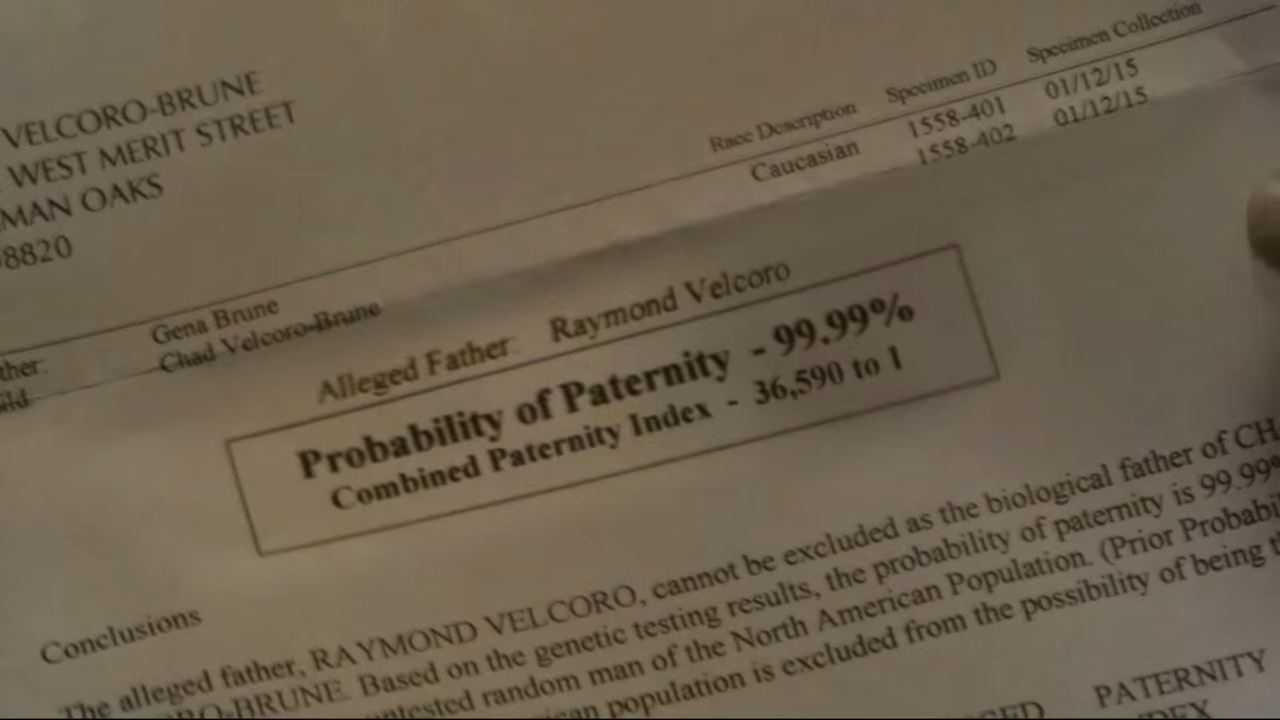 VELCORO-BRUNE
WEST MERIT STREET
MAN OAKS
8820
Race Description Specimen ID Specimen Collection
Caucasian 1558-401 01/12/15
1558-402 01/12/15
ther: Gena Brune
Chad Velcoro-Brune
Alleged Father: Raymond Velcoro
Probability of Paternity - 99.99%
Combined Paternity Index - 36,590 to 1
Conclusions
The alleged father, RAYMOND VELCORO, cannot be excluded as the biological father of CHA
RO-BRUNE. Based on the genetic testing results, the probability of paternity is 99.99%
untested random man of the North American Population. (Prior Probabi
ican population is excluded from the possibility of being t
PATERNITY